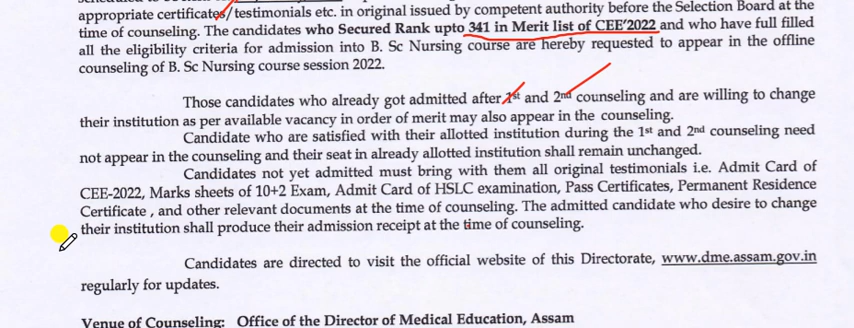 appropriate certificates/testimonials etc. in original issued by competent authority before the Selection Board at the
time of counseling. The candidates who Secured Rank upto 341 in Merit list of CEE'2022 and who have full filled
all the eligibility criteria for admission into B. Sc Nursing course are hereby requested to appear in the offline
counseling of B. Sc Nursing course session 2022.
Those candidates who already got admitted after 1st and 2nd counseling and are willing to change
their institution as per available vacancy in order of merit may also appear in the counseling.
Candidate who are satisfied with their allotted institution during the 1st and 2nd counseling need
not appear in the counseling and their seat in already allotted institution shall remain unchanged.
Candidates not yet admitted must bring with them all original testimonials i.e. Admit Card of
CEE-2022, Marks sheets of 10+2 Exam, Admit Card of HSLC examination, Pass Certificates, Permanent Residence
Certificate , and other relevant documents at the time of counseling. The admitted candidate who desire to change
their institution shall produce their admission receipt at the time of counseling.
Candidates are directed to visit the official website of this Directorate, www.dme.assam.gov.in
regularly for updates.
Venue of Counseling: Office of the Director of Medical Education, Assam